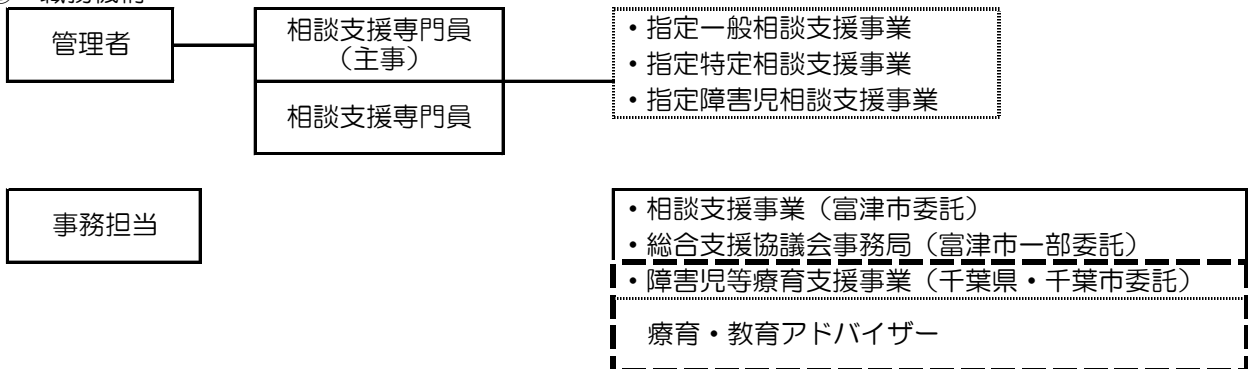 管理者
相談支援専門員
（主事）
相談支援専門員
・指定一般相談支援事業
・指定特定相談支援事業
・指定障害児相談支援事業
事務担当
・相談支援事業（富津市委託）
・総合支援協議会事務局（富津市一部委託）
・障害児等療育支援事業（千葉県・千葉市委託）
療育・教育アドバイザー